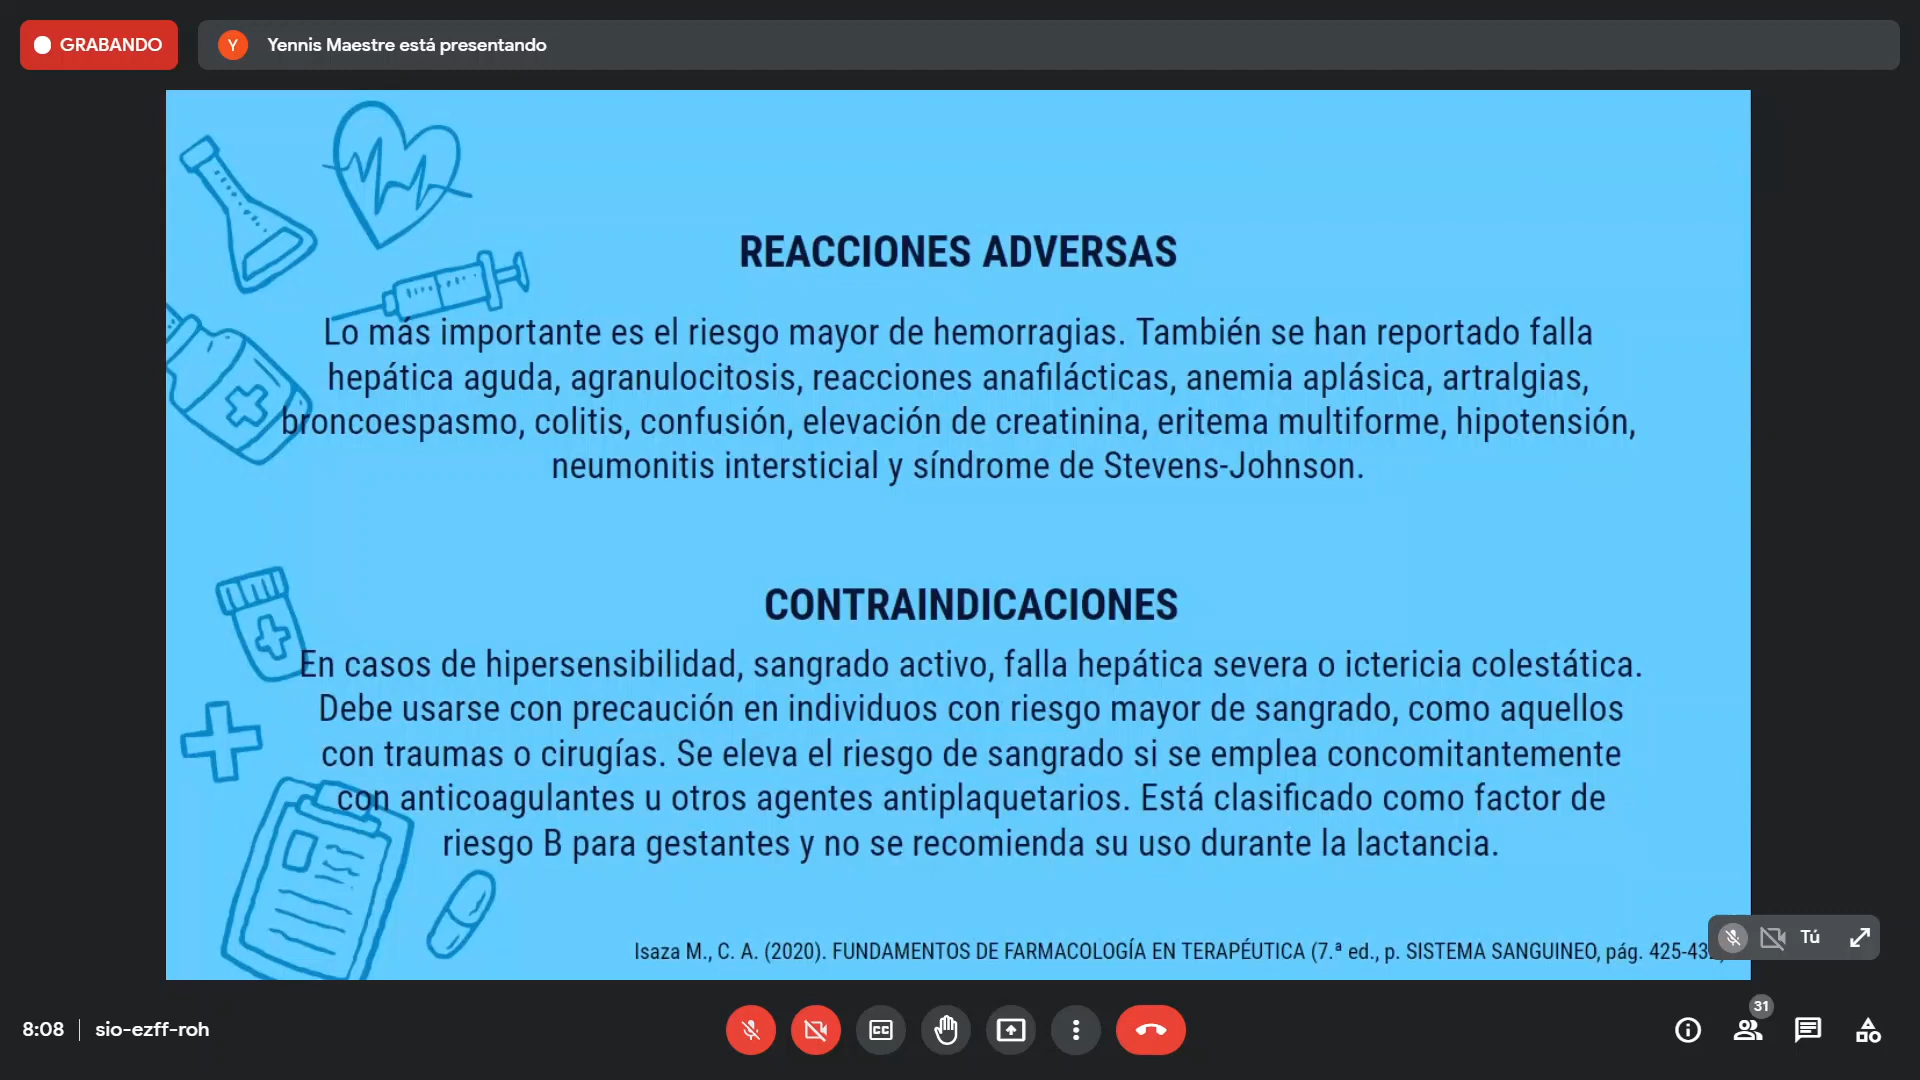 GRABANDO
Y
Yennis Maestre está presentando
REACCIONES ADVERSAS
Lo más importante es el riesgo mayor de hemorragias. También se han reportado falla
hepática aguda, agranulocitosis, reacciones anafilácticas, anemia aplásica, artralgias,
broncoespasmo, colitis, confusión, elevación de creatinina, eritema multiforme, hipotensión,
neumonitis intersticial y síndrome de Stevens-Johnson.
CONTRAINDICACIONES
En casos de hipersensibilidad, sangrado activo, falla hepática severa o ictericia colestática.
Debe usarse con precaución en individuos con riesgo mayor de sangrado, como aquellos
con traumas o cirugías. Se eleva el riesgo de sangrado si se emplea concomitantemente
con anticoagulantes u otros agentes antiplaquetarios. Está clasificado como factor de
riesgo B para gestantes y no se recomienda su uso durante la lactancia.
Isaza M., C. A. (2020). FUNDAMENTOS DE FARMACOLOGÍA EN TERAPÉUTICA (7.ª ed., p. SISTEMA SANGUINEO, pág.
Tú
8:08
sio-ezff-roh
CC
31